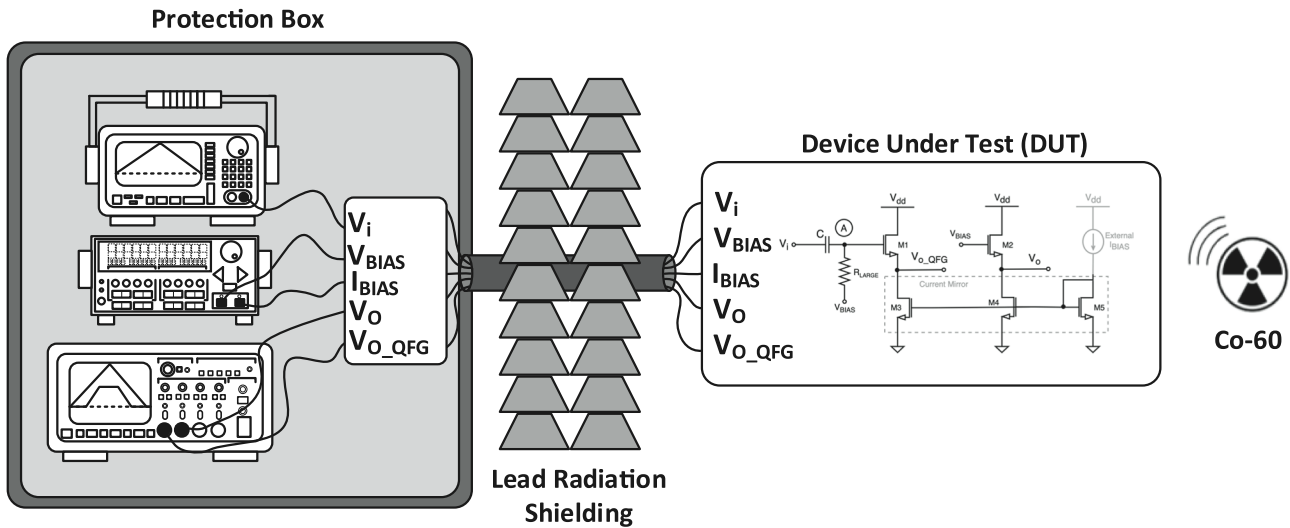 Protection Box
Vi
VBIAS
IBIAS
VO
VO_QFG
Lead Radiation
Shielding
Device Under Test (DUT)
Vi
VBIAS
IBIAS
VO
VO_QFG
Vdd
Vdd
Vdd
A
C
Vi
M1
VBIAS
M2
External
IBIAS
VO_QFG
VO
RLARGE
VBIAS
Current Mirror
M3
M4
M5
Co-60